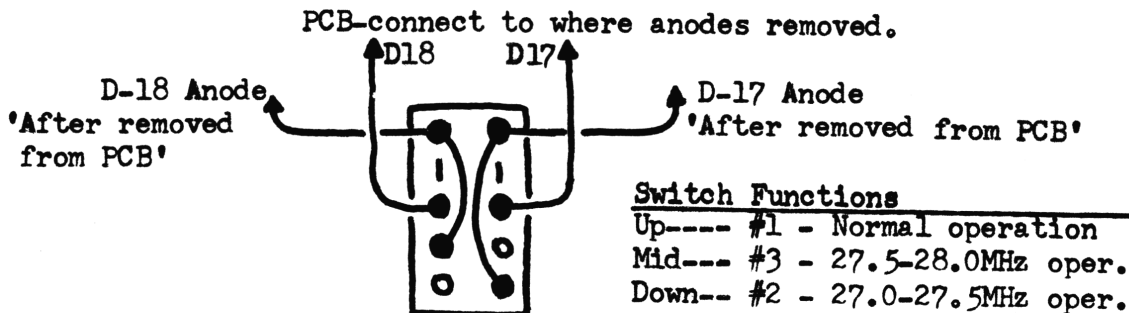 PCB-connect to where anodes removed.
D18 D17
D-18 Anode
'After removed
from PCB'
D-17 Anode
'After removed from PCB'
Switch Functions
Up---- #1 - Normal operation
Mid--- #3 - 27.5-28.0MHz oper.
Down-- #2 - 27.0-27.5MHz oper.